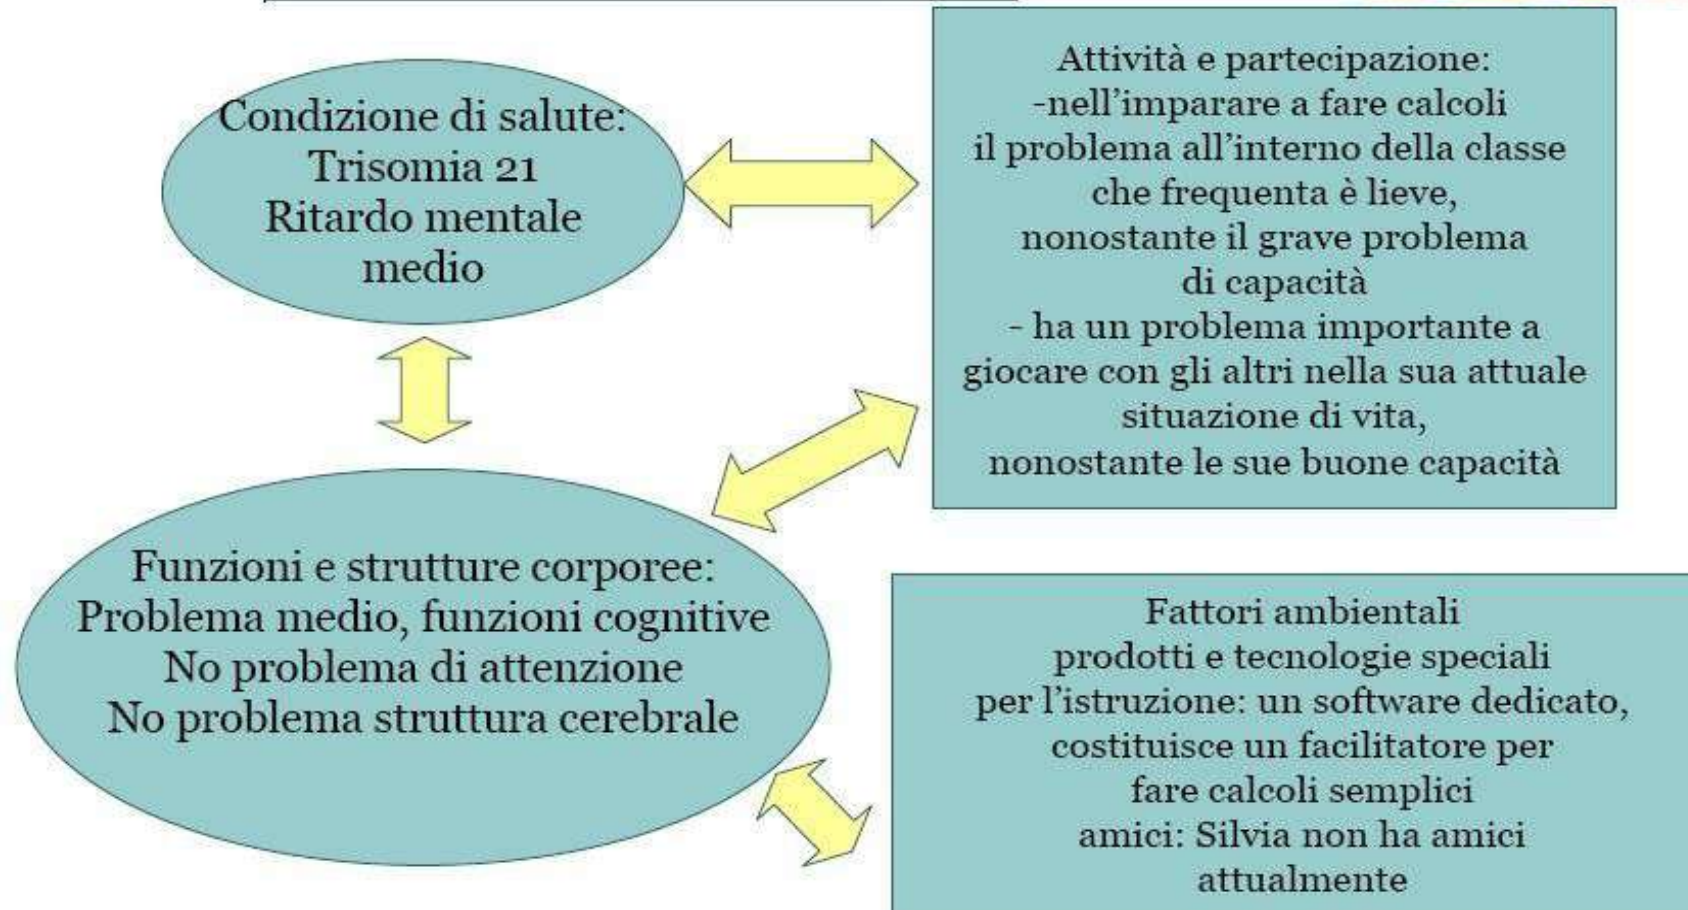 Condizione di salute:
Trisomia 21
Ritardo mentale
medio
Attività e partecipazione:
-nell'imparare a fare calcoli
il problema all'interno della classe
che frequenta è lieve,
nonostante il grave problema
di capacità
- ha un problema importante a
giocare con gli altri nella sua attuale
situazione di vita,
nonostante le sue buone capacità
Funzioni e strutture corporee:
Problema medio, funzioni cognitive
No problema di attenzione
No problema struttura cerebrale
Fattori ambientali
prodotti e tecnologie speciali
per l'istruzione: un software dedicato,
costituisce un facilitatore per
fare calcoli semplici
amici: Silvia non ha amici
attualmente